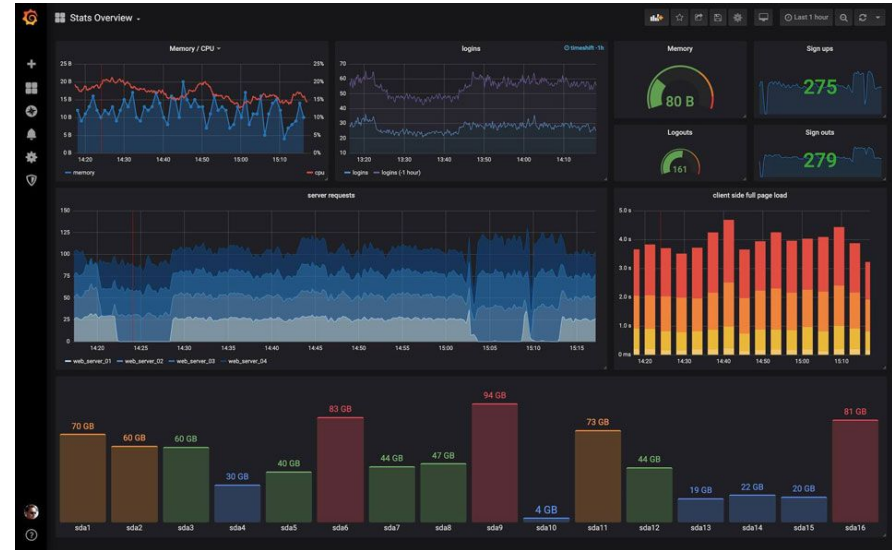 Stats Overview
Last 1 hour
Memory / CPU
25 B
20 B
15 B
10 B
5 B
0 B
25%
20%
15%
10%
5%
0%
14:20 14:30 14:40 14:50 15:00 15:10
memory cpu
logins
timeshift -1h
70
60
50
40
30
20
10
13:20 13:30 13:40 13:50 14:00 14:10
logins logins (-1 hour)
Memory
80 B
Sign ups
275
Logouts
161
Sign outs
279
server requests
150
125
100
75
50
25
0
14:20 14:25 14:30 14:35 14:40 14:45 14:50 14:55 15:00 15:05 15:10 15:15
web_server_01 web_server_02 web_server_03 web_server_04
client side full page load
5.0 s
4.0 s
3.0 s
2.0 s
1.0 s
0 ms
14:20 14:30 14:40 14:50 15:00 15:10
70 GB 60 GB 60 GB 30 GB 40 GB 83 GB 44 GB 47 GB 94 GB 4 GB 73 GB 44 GB 19 GB 22 GB 20 GB 81 GB
sda1 sda2 sda3 sda4 sda5 sda6 sda7 sda8 sda9 sda10 sda11 sda12 sda13 sda14 sda15 sda16